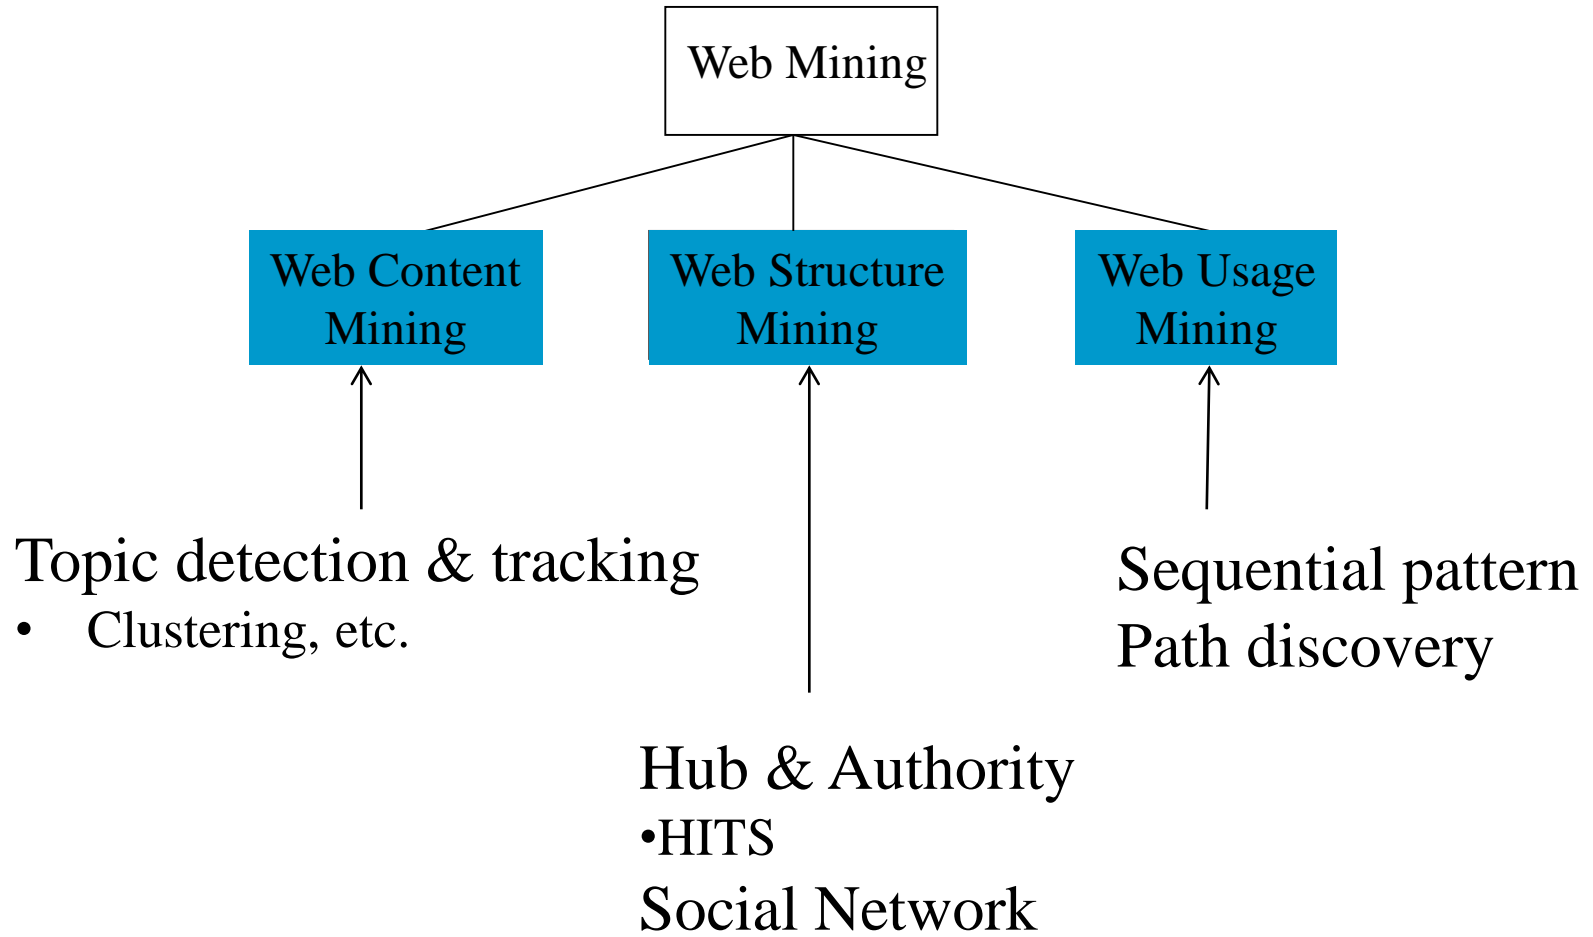 Web Mining
Web Content
Mining
Web Structure
Mining
Web Usage
Mining
Topic detection & tracking
• Clustering, etc.
Sequential pattern
Path discovery
Hub & Authority
•HITS
Social Network